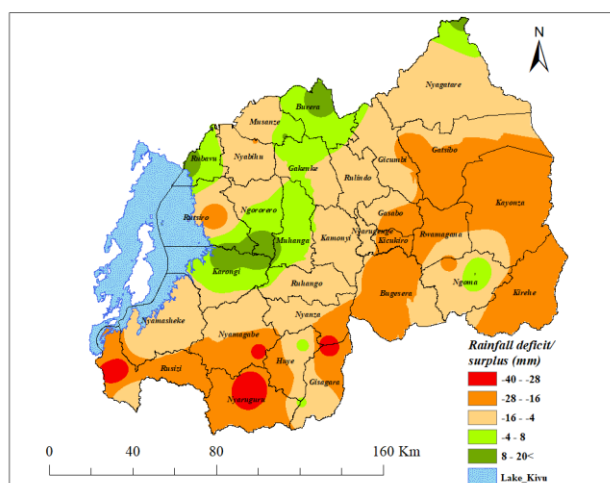 N
Nyagatare
Burera
Musanze
Rubavu
Nyabihu
Gakenke
Gicumbi
Gatsibo
Rulindo
Rutsiro
Ngororero
Gasabo
Kayonza
Muhanga
Kamonyi
Nyarugenge
Kicukiro
Rwamagana
Karongi
Ruhango
Bugesera
Ngoma
Kirehe
Nyamasheke
Nyanza
Nyamagabe
Huye
Rusizi
Gisagara
Nyaruguru
Rainfall deficit/
surplus (mm)
-40 - -28
-28 - -16
-16 - -4
-4 - 8
8 - 20<
Lake_Kivu
0 40 80 160 Km